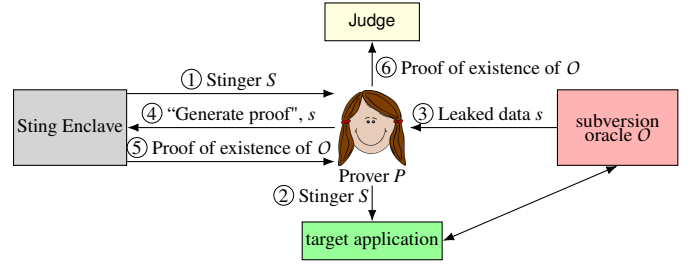 Judge
⑥ Proof of existence of 𝒪
① Stinger S
Sting Enclave
④ “Generate proof", s
③ Leaked data s
subversion
oracle 𝒪
⑤ Proof of existence of 𝒪
Prover P
② Stinger S
target application